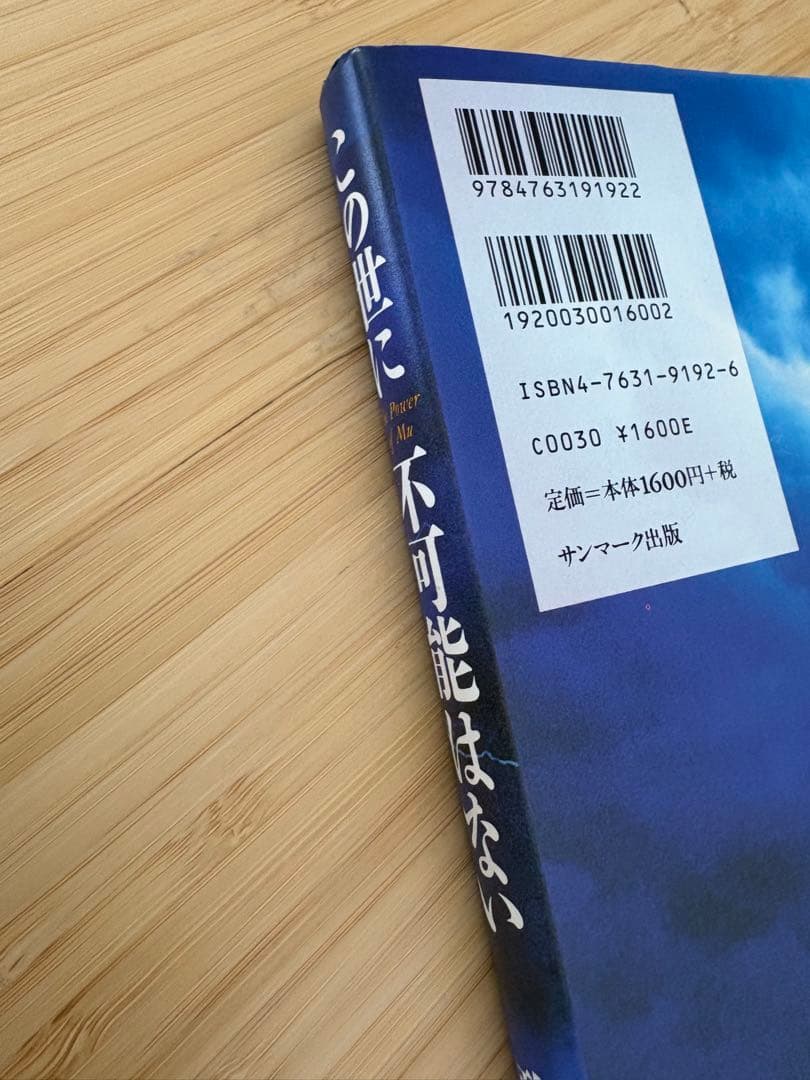 この世に不可能はない
Power
Mu
9784763191922
1920030016002
ISBN4-7631-9192-6
C0030 ¥1600E
定価＝本体1600円＋税
サンマーク出版